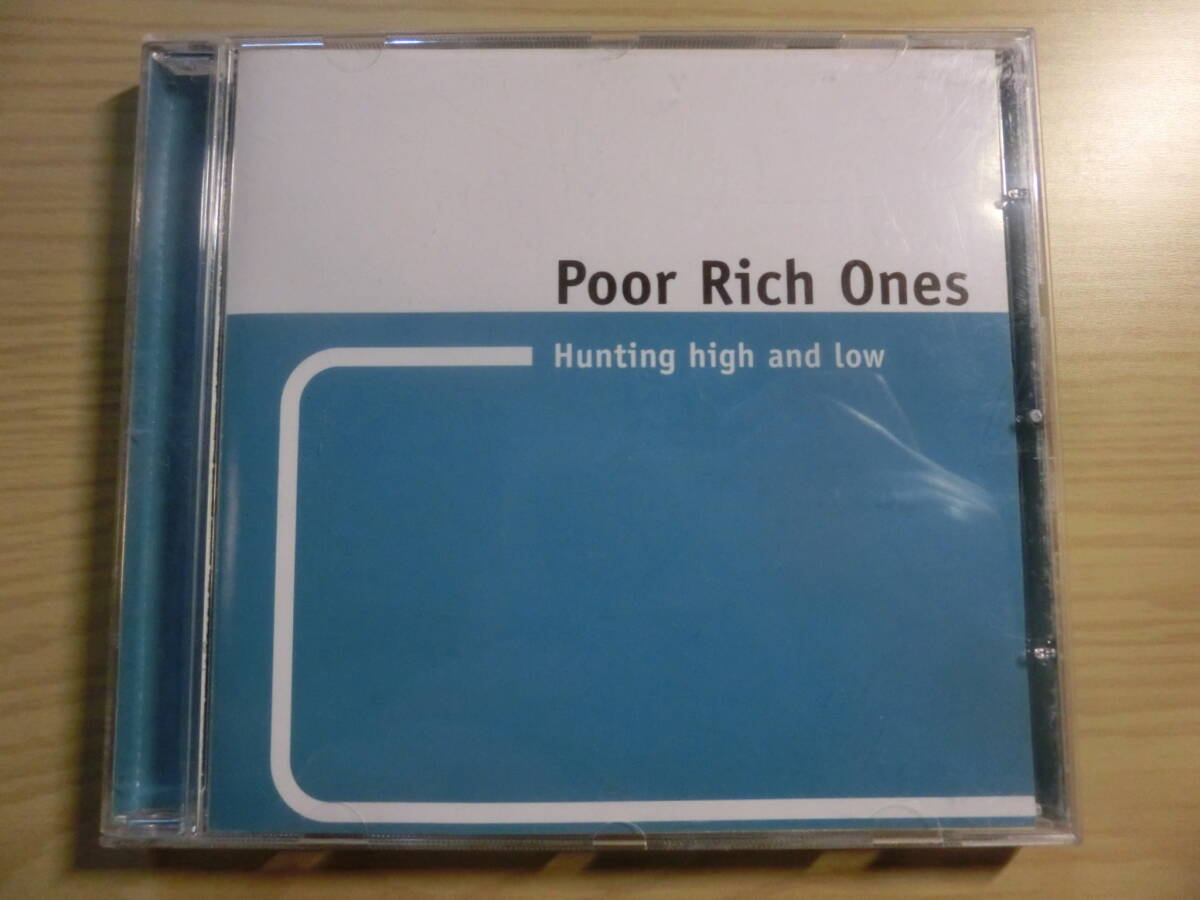 Poor Rich Ones
Hunting high and low